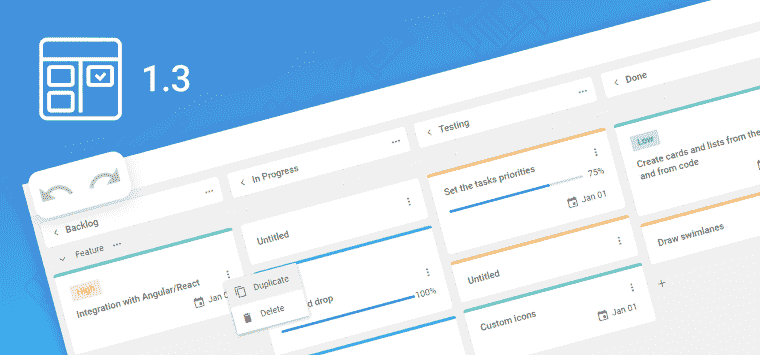 1.3
Backlog
In Progress
Testing
Done
Feature
High
Integration with Angular/React
Jan 0
Duplicate
Delete
Untitled
d drop
100%
Set the tasks priorities
75%
Jan 01
Untitled
Custom icons
Jan 01
Low
Create cards and lists from the
and from code
Draw swimlanes